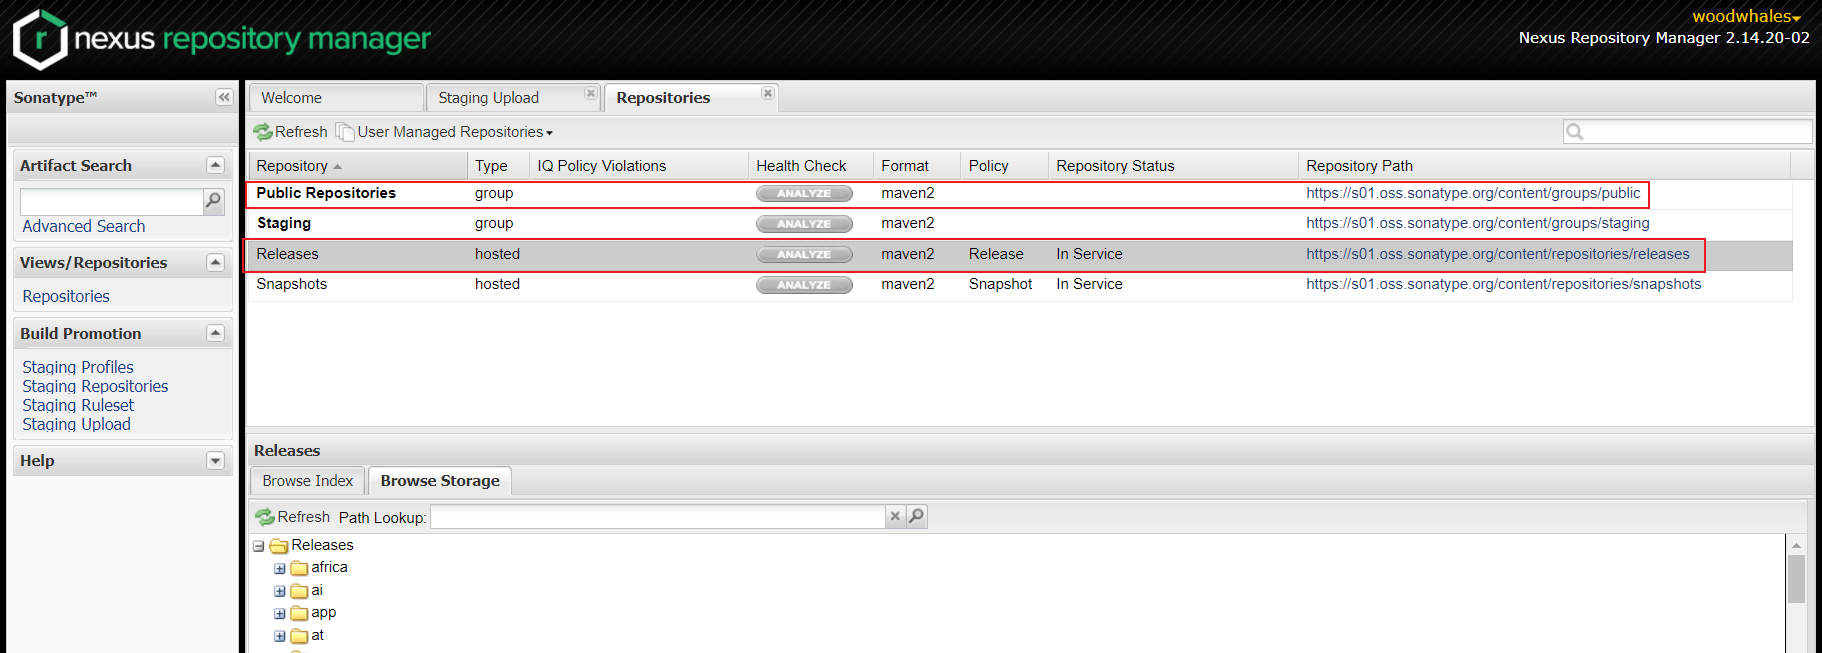 nexus repository manager
woodwhales
Nexus Repository Manager 2.14.20-02
Sonatype™
Welcome
Staging Upload
Repositories
Refresh
User Managed Repositories
Artifact Search
Advanced Search
Views/Repositories
Repositories
Build Promotion
Staging Profiles
Staging Repositories
Staging Ruleset
Staging Upload
Help
Repository Type IQ Policy Violations Health Check Format Policy Repository Status Repository Path
Public Repositories group ANALYZE maven2 https://s01.oss.sonatype.org/content/groups/public
Staging group ANALYZE maven2 https://s01.oss.sonatype.org/content/groups/staging
Releases hosted ANALYZE maven2 Release In Service https://s01.oss.sonatype.org/content/repositories/releases
Snapshots hosted ANALYZE maven2 Snapshot In Service https://s01.oss.sonatype.org/content/repositories/snapshots
Releases
Browse Index
Browse Storage
Refresh Path Lookup:
Releases
africa
ai
app
at